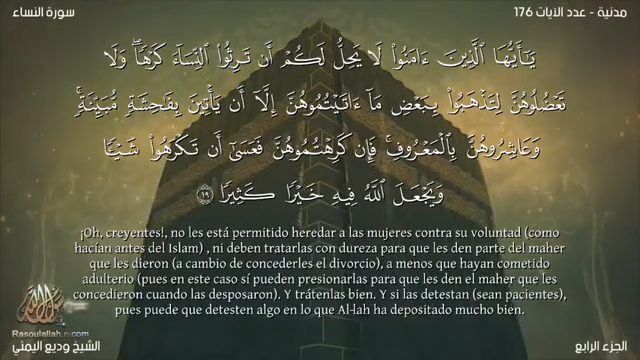 مدنية - عدد الآيات 176
سورة النساء
يَـٰٓأَيُّهَا ٱلَّذِينَ ءَامَنُوا۟ لَا يَحِلُّ لَكُمْ أَن تَرِثُوا۟ ٱلنِّسَآءَ كَرْهًا ۖ وَلَا
تَعْضُلُوهُنَّ لِتَذْهَبُوا۟ بِبَعْضِ مَآ ءَاتَيْتُمُوهُنَّ إِلَّآ أَن يَأْتِينَ بِفَـٰحِشَةٍ مُّبَيِّنَةٍ ۚ
وَعَاشِرُوهُنَّ بِٱلْمَعْرُوفِ ۚ فَإِن كَرِهْتُمُوهُنَّ فَعَسَىٰٓ أَن تَكْرَهُوا۟ شَيْـًٔا
وَيَجْعَلَ ٱللَّهُ فِيهِ خَيْرًا كَثِيرًا ١٩
¡Oh, creyentes!, no les está permitido heredar a las mujeres contra su voluntad (como
hacían antes del Islam) , ni deben tratarlas con dureza para que les den parte del maher
que les dieron (a cambio de concederles el divorcio), a menos que hayan cometido
adulterio (pues en este caso sí pueden presionarlas para que les den el maher que les
concedieron cuando las desposaron). Y trátenlas bien. Y si las detestan (sean pacientes),
pues puede que detesten algo en lo que Al-lah ha depositado mucho bien.
الجزء الرابع
الشيخ وديع اليمني